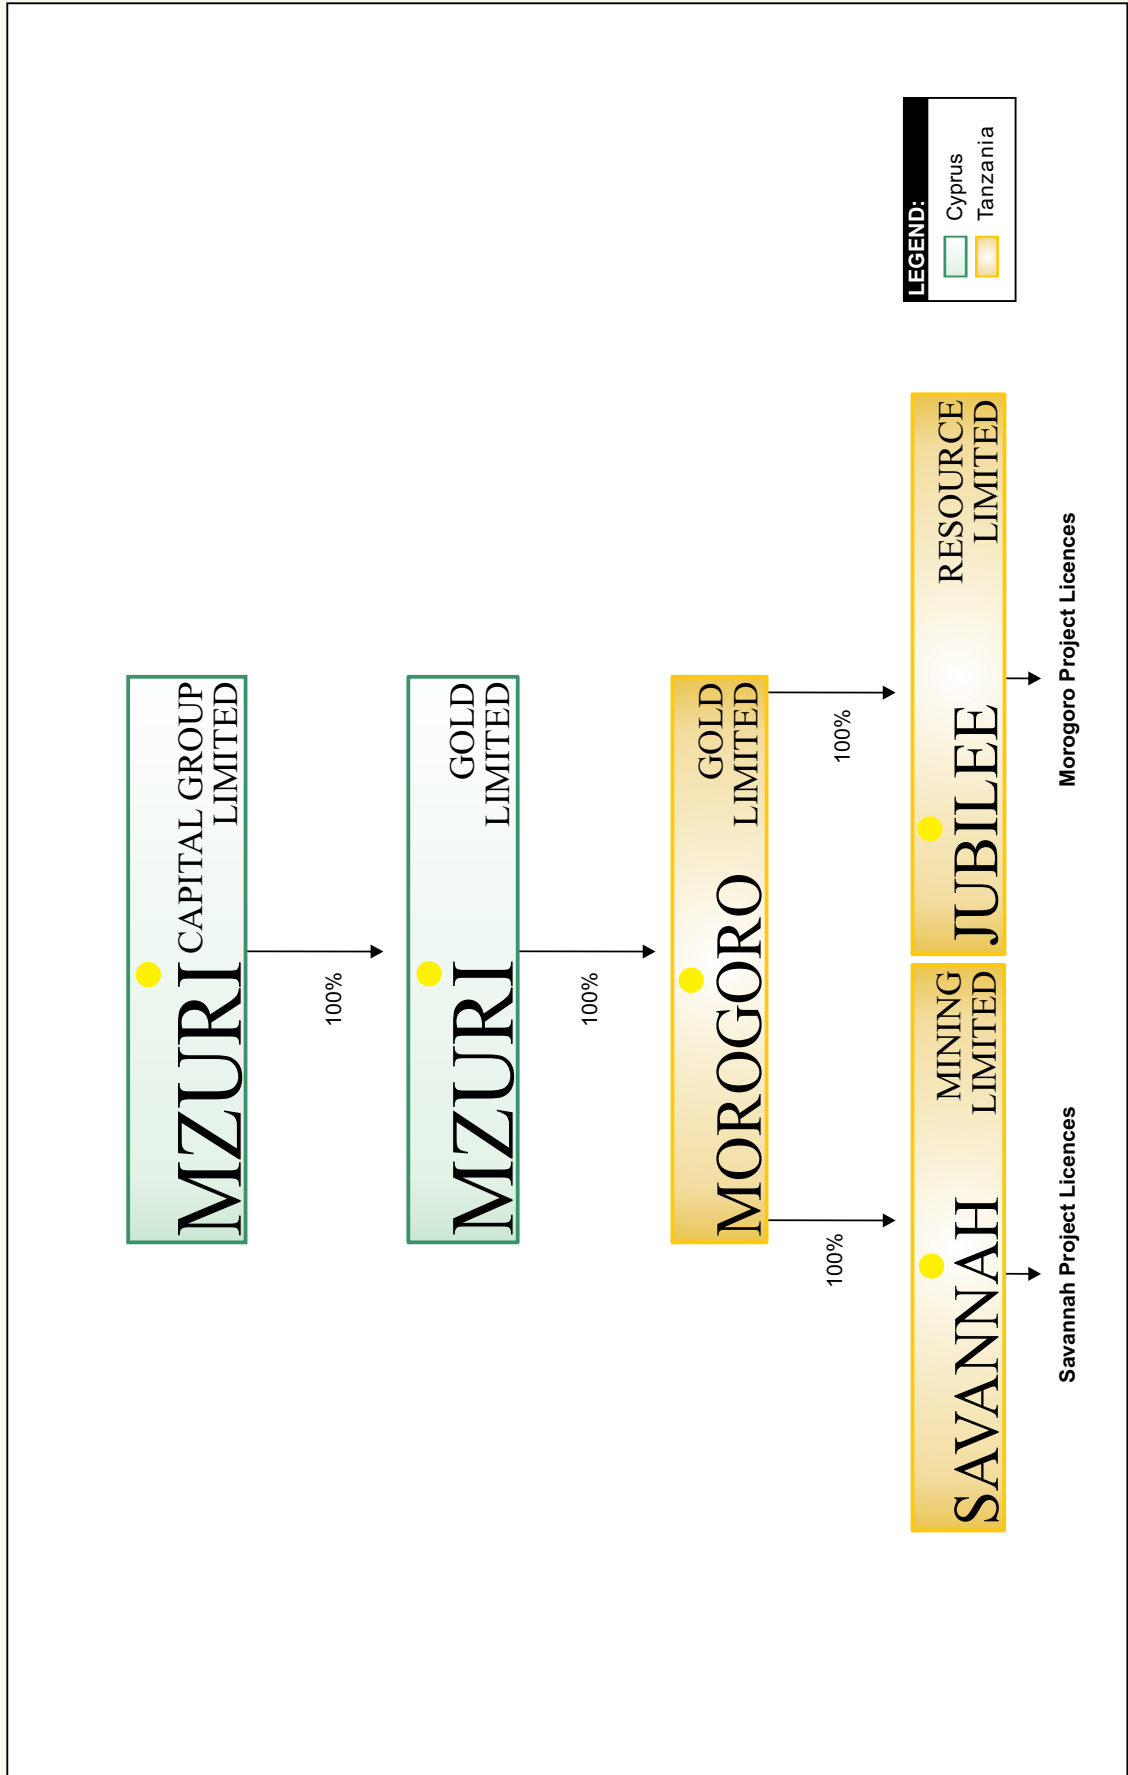 MZURI CAPITAL GROUP
LIMITED
100%
MZURI GOLD
LIMITED
100%
MOROGORO GOLD
LIMITED
100%
100%
SAVANNAH MINING
LIMITED
JUBILEE RESOURCE
LIMITED
Savannah Project Licences
Morogoro Project Licences
LEGEND:
Cyprus
Tanzania